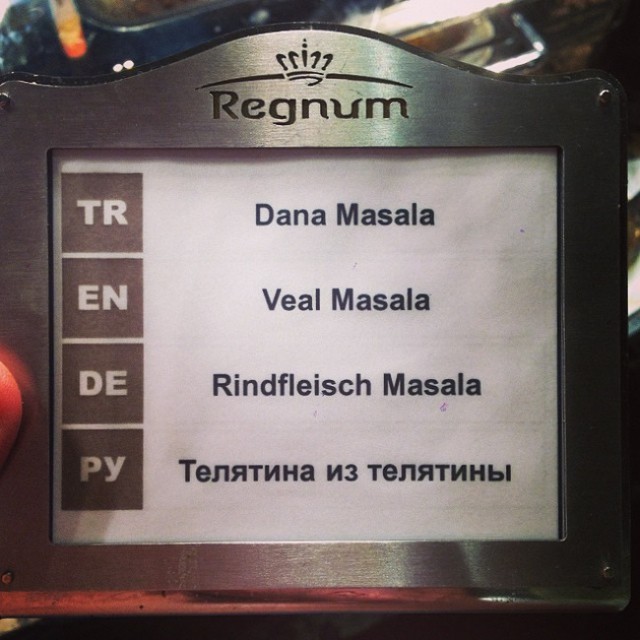 Regnum
TR Dana Masala
EN Veal Masala
DE Rindfleisch Masala
РУ Телятина из телятины